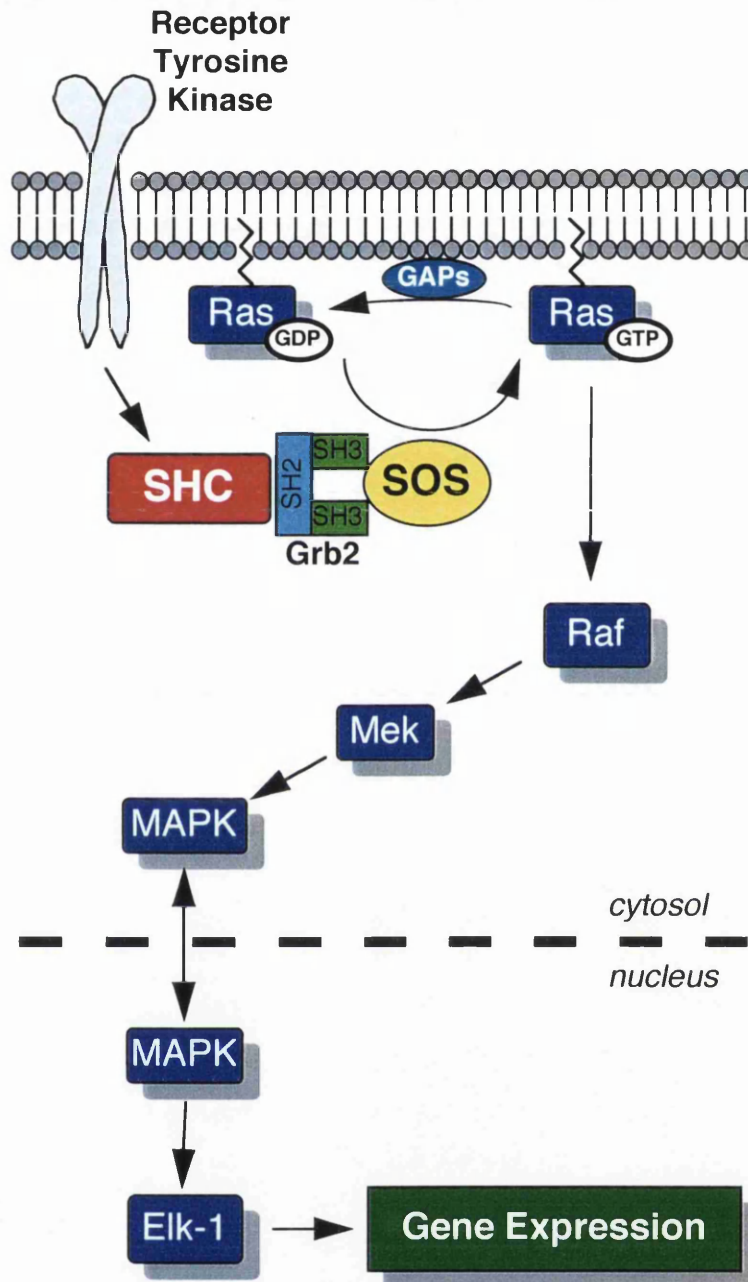 Receptor
Tyrosine
Kinase
GAPs
Ras
GDP
Ras
GTP
SHC
SH2
SH3
SH3
SOS
Grb2
Raf
Mek
MAPK
cytosol
nucleus
MAPK
Elk-1
Gene Expression